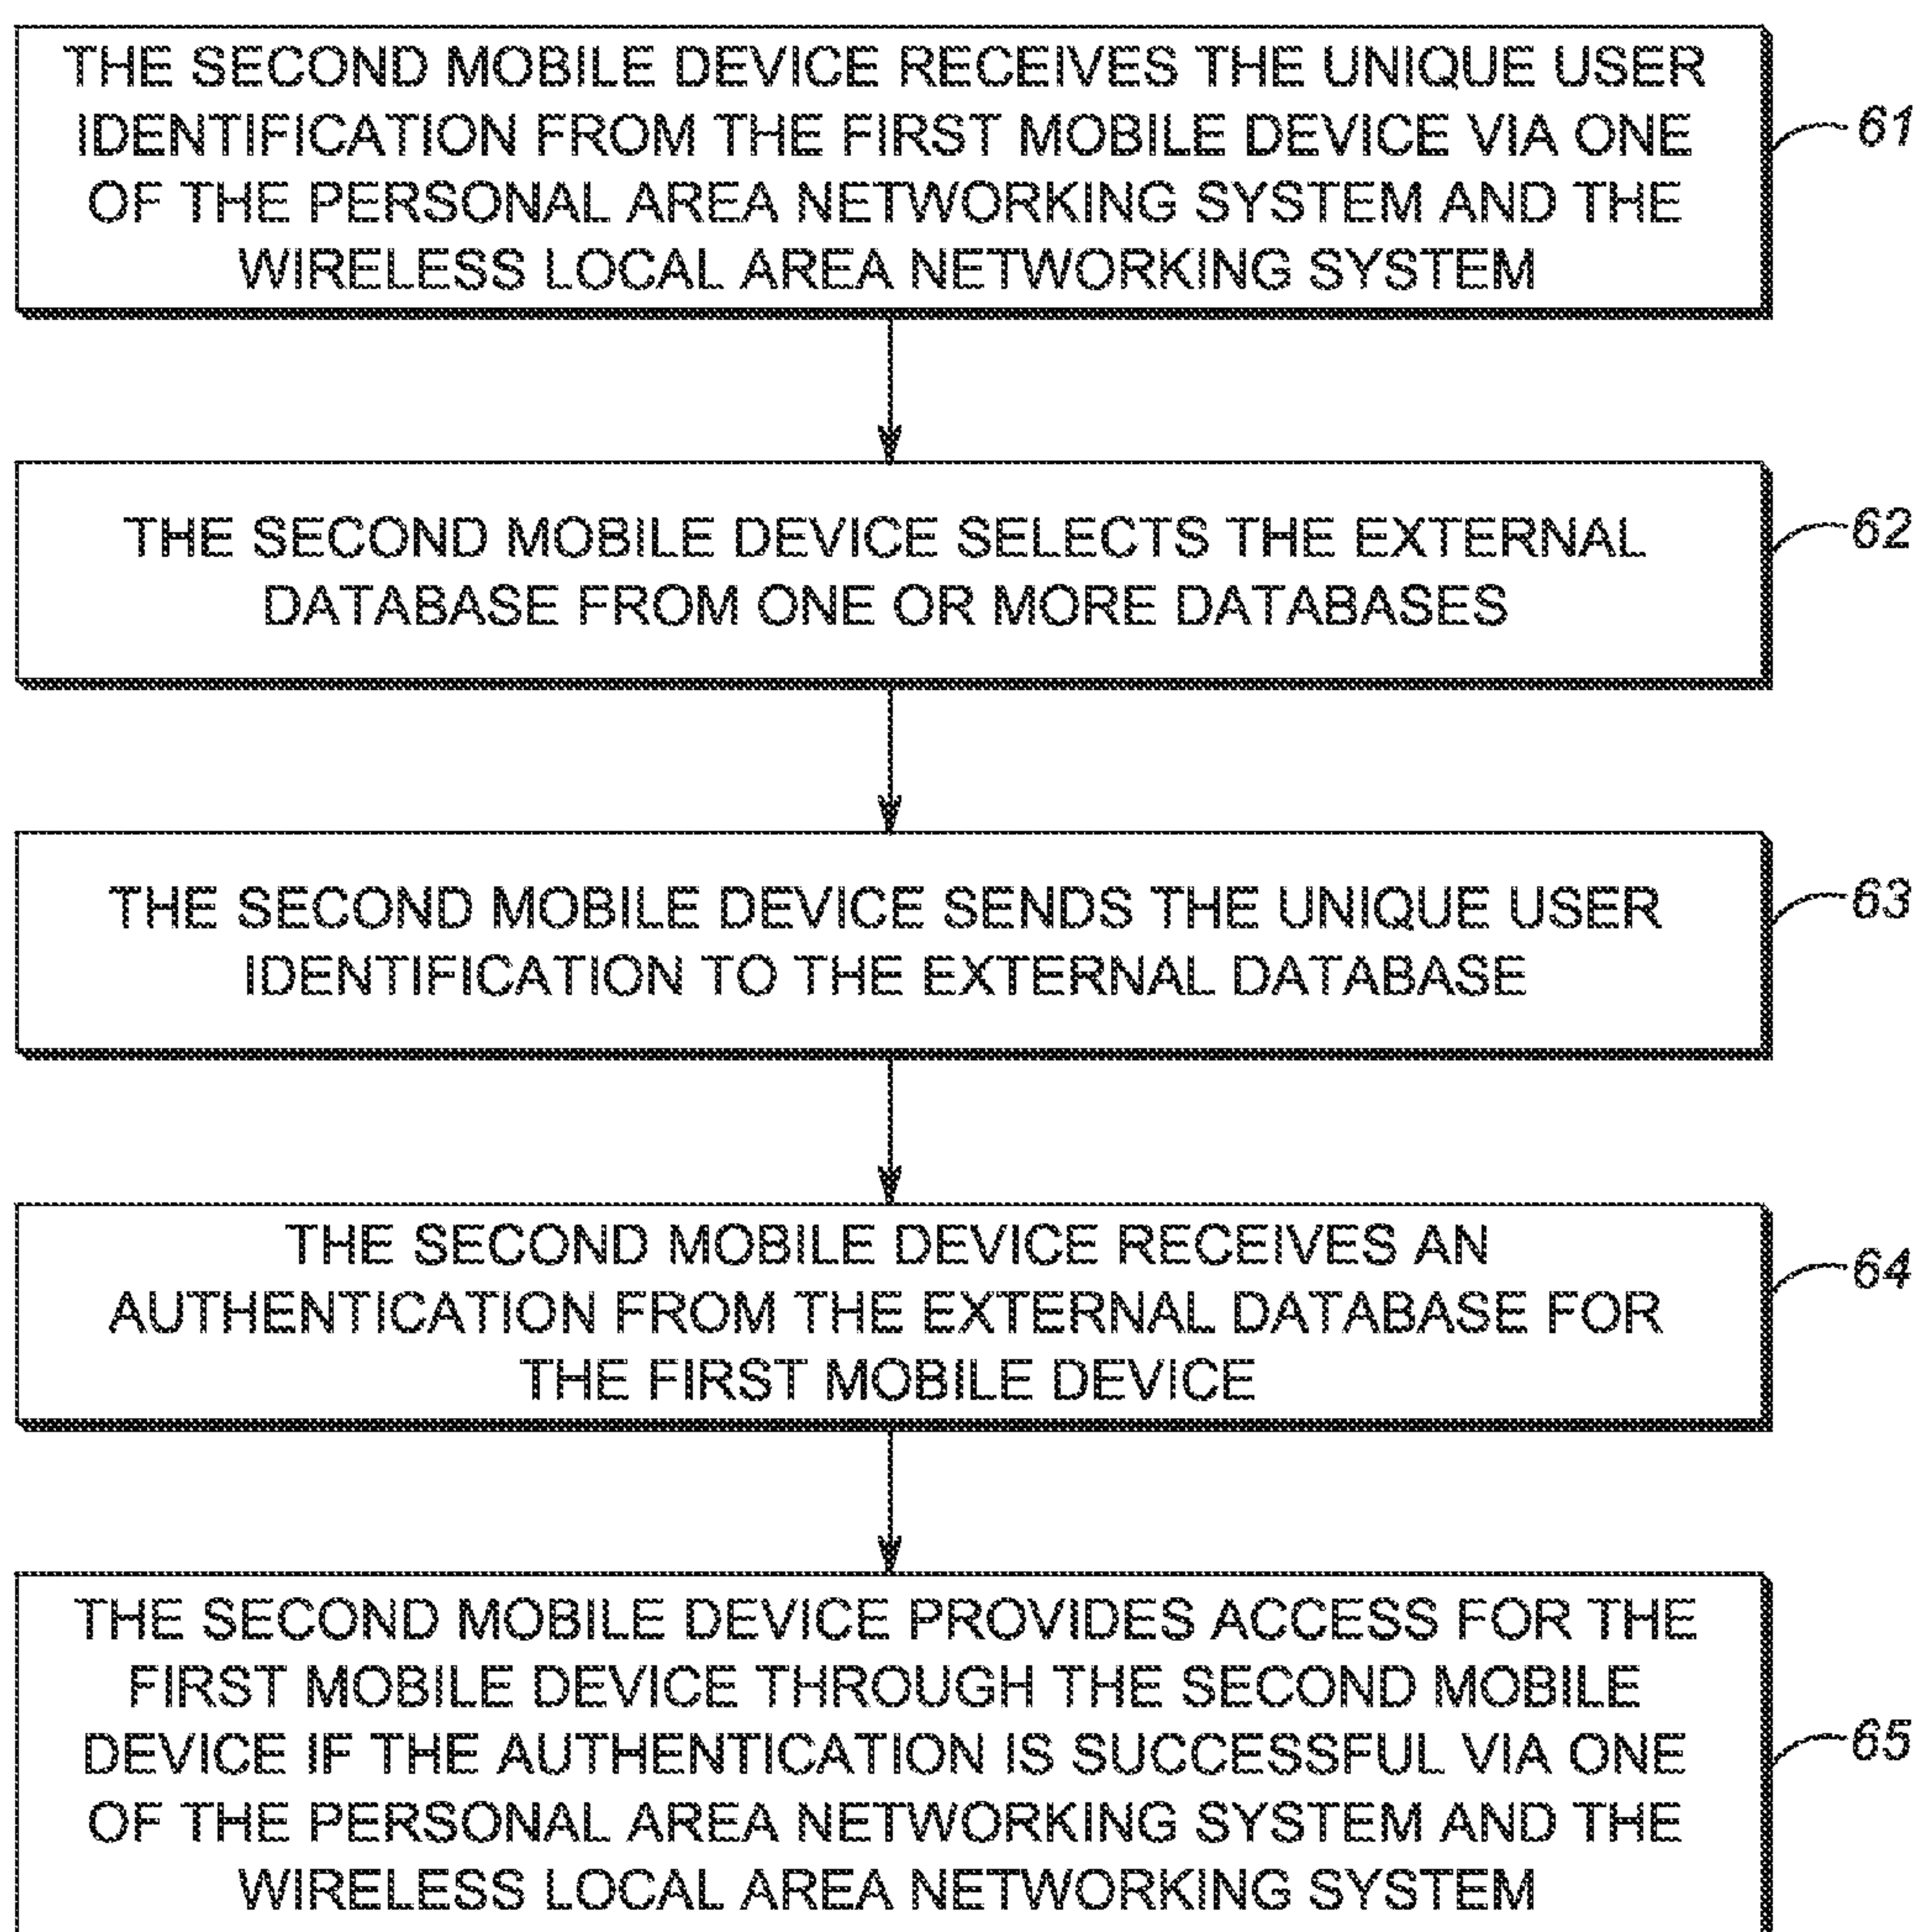 THE SECOND MOBILE DEVICE RECEIVES THE UNIQUE USER
IDENTIFICATION FROM THE FIRST MOBILE DEVICE VIA ONE
OF THE PERSONAL AREA NETWORKING SYSTEM AND THE
WIRELESS LOCAL AREA NETWORKING SYSTEM
61
THE SECOND MOBILE DEVICE SELECTS THE EXTERNAL
DATABASE FROM ONE OR MORE DATABASES
62
THE SECOND MOBILE DEVICE SENDS THE UNIQUE USER
IDENTIFICATION TO THE EXTERNAL DATABASE
63
THE SECOND MOBILE DEVICE RECEIVES AN
AUTHENTICATION FROM THE EXTERNAL DATABASE FOR
THE FIRST MOBILE DEVICE
64
THE SECOND MOBILE DEVICE PROVIDES ACCESS FOR THE
FIRST MOBILE DEVICE THROUGH THE SECOND MOBILE
DEVICE IF THE AUTHENTICATION IS SUCCESSFUL VIA ONE
OF THE PERSONAL AREA NETWORKING SYSTEM AND THE
WIRELESS LOCAL AREA NETWORKING SYSTEM
65